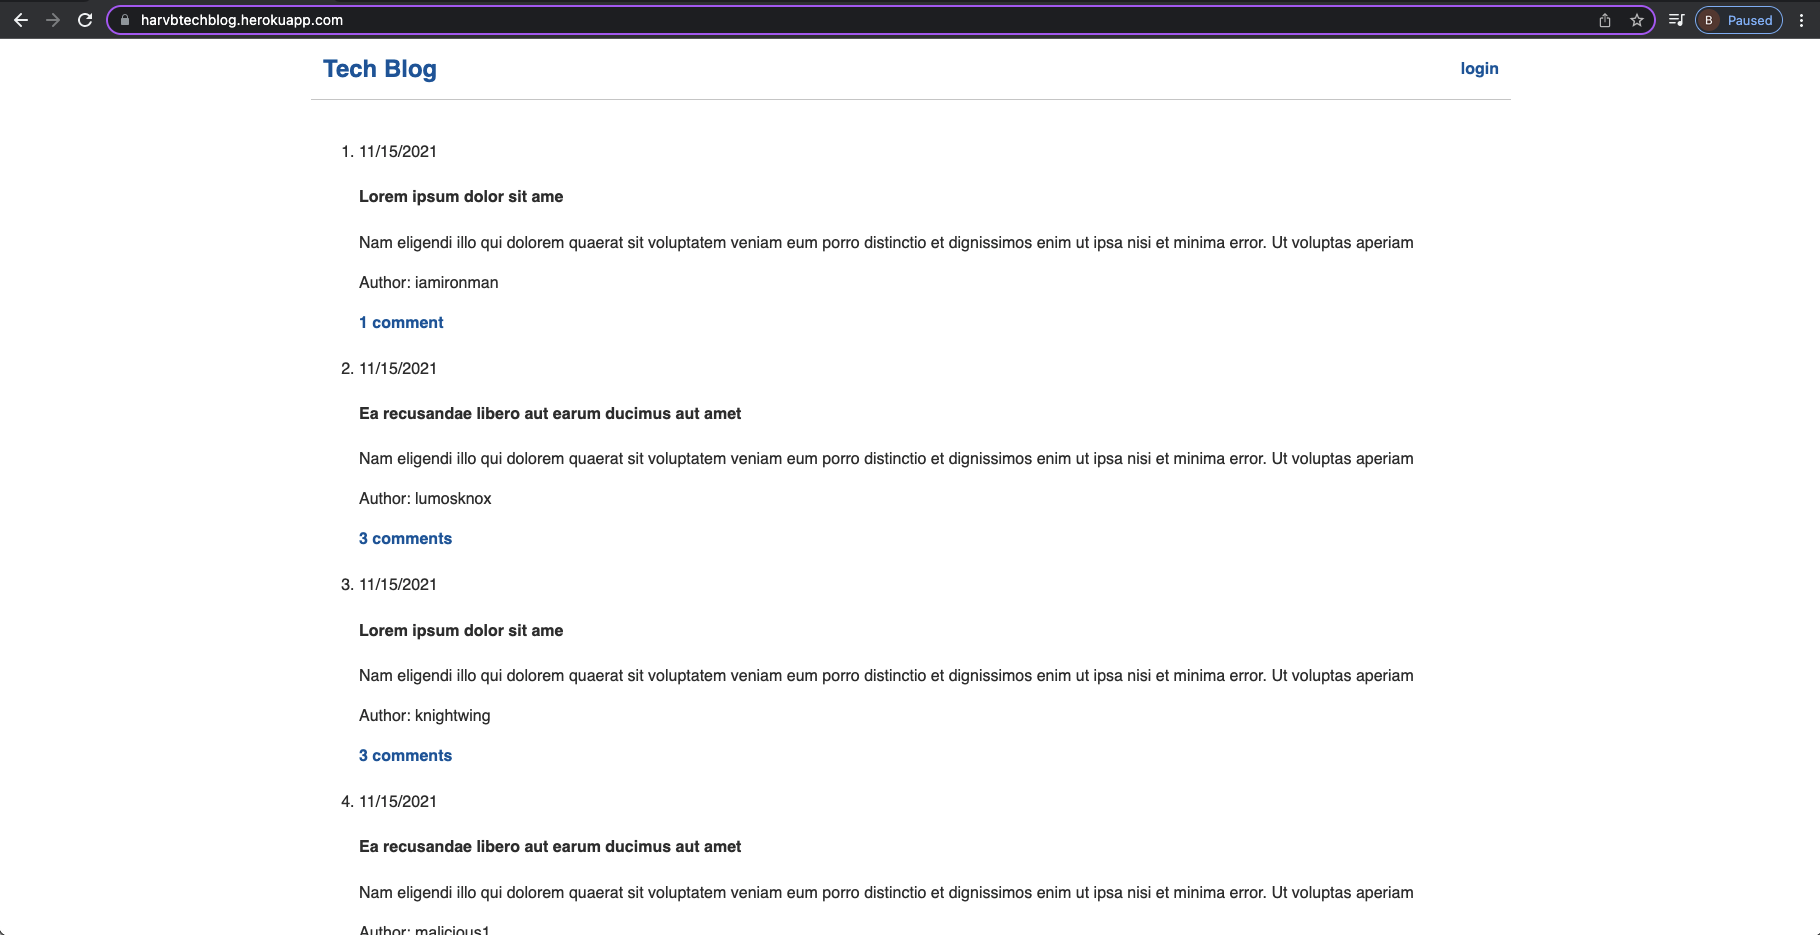 harvbtechblog.herokuapp.com
B Paused
Tech Blog
login
1. 11/15/2021
Lorem ipsum dolor sit ame
Nam eligendi illo qui dolorem quaerat sit voluptatem veniam eum porro distinctio et dignissimos enim ut ipsa nisi et minima error. Ut voluptas aperiam
Author: iamironman
1 comment
2. 11/15/2021
Ea recusandae libero aut earum ducimus aut amet
Nam eligendi illo qui dolorem quaerat sit voluptatem veniam eum porro distinctio et dignissimos enim ut ipsa nisi et minima error. Ut voluptas aperiam
Author: lumosknox
3 comments
3. 11/15/2021
Lorem ipsum dolor sit ame
Nam eligendi illo qui dolorem quaerat sit voluptatem veniam eum porro distinctio et dignissimos enim ut ipsa nisi et minima error. Ut voluptas aperiam
Author: knightwing
3 comments
4. 11/15/2021
Ea recusandae libero aut earum ducimus aut amet
Nam eligendi illo qui dolorem quaerat sit voluptatem veniam eum porro distinctio et dignissimos enim ut ipsa nisi et minima error. Ut voluptas aperiam
Author: malicious1